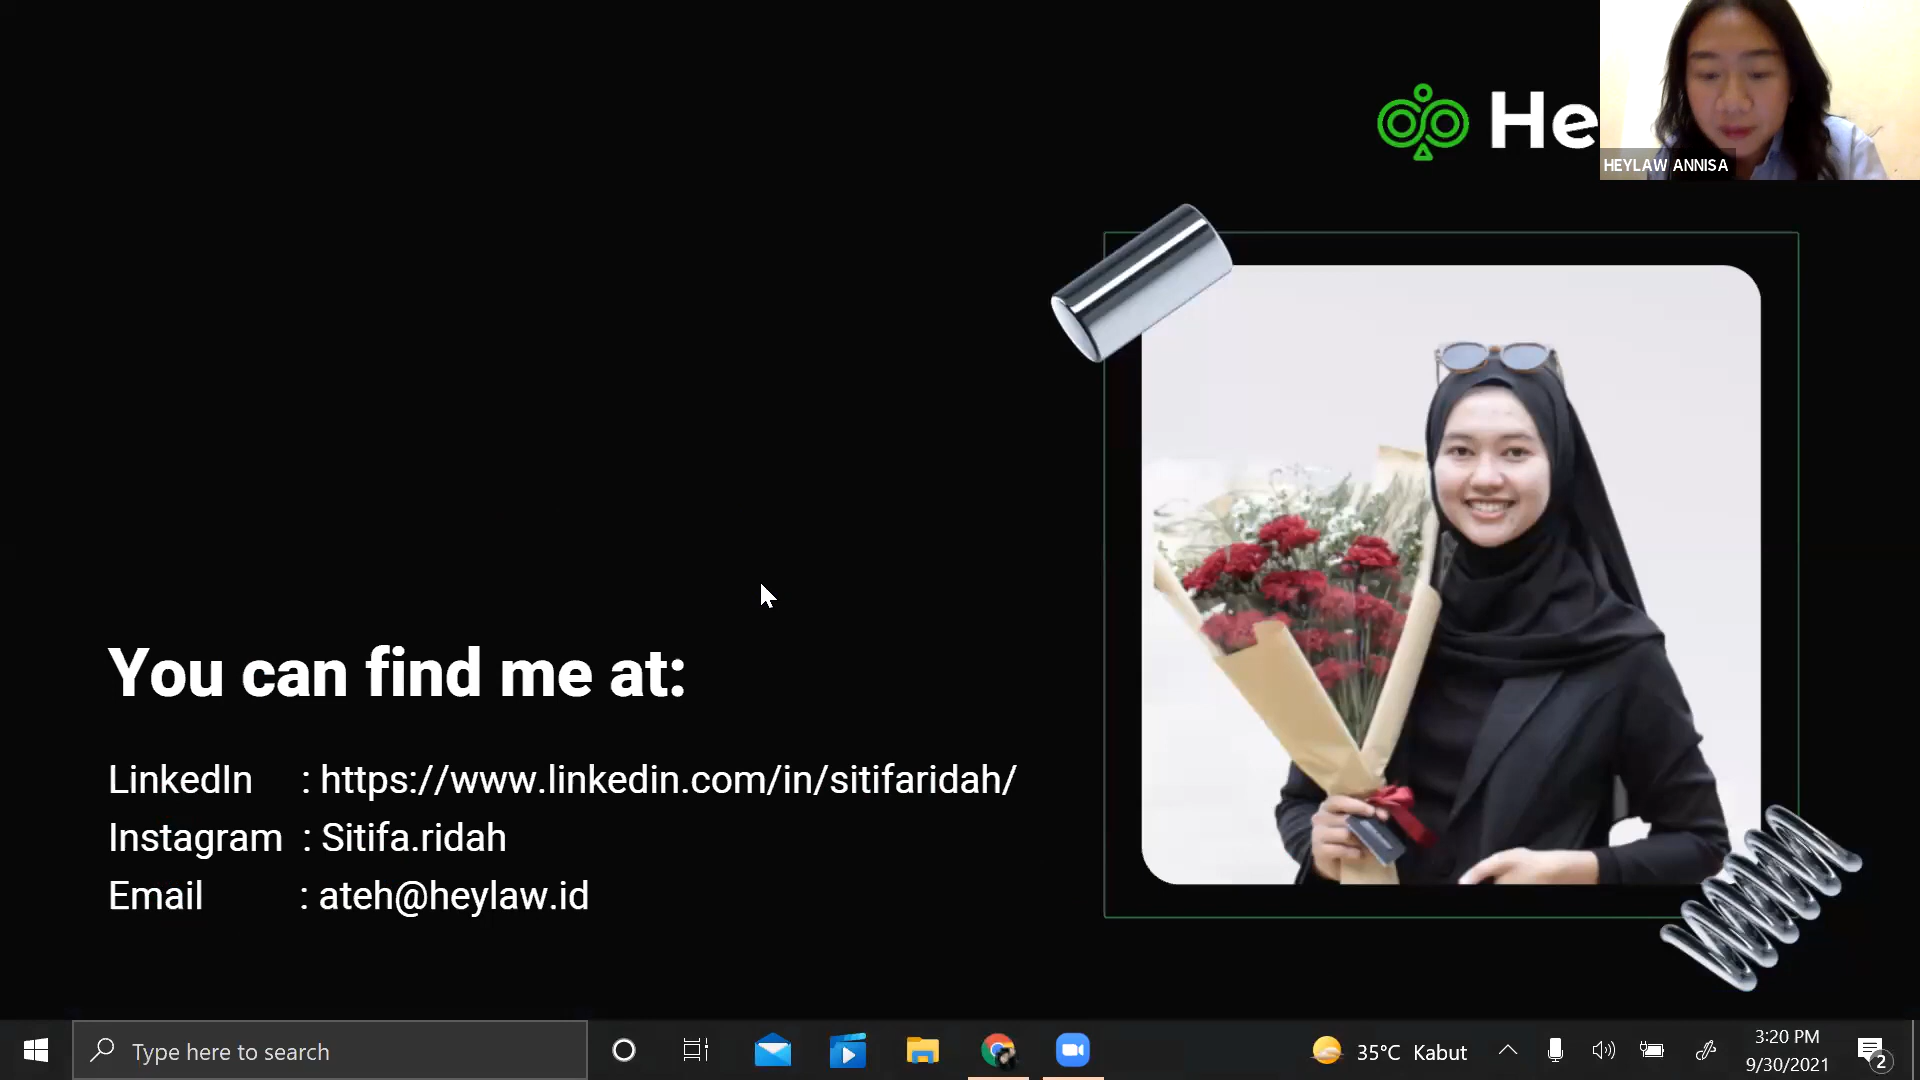 He
HEYLAW ANNISA
You can find me at:
LinkedIn : https://www.linkedin.com/in/sitifaridah/
Instagram : Sitifa.ridah
Email : ateh@heylaw.id
Type here to search
35°C Kabut
3:20 PM
9/30/2021
2